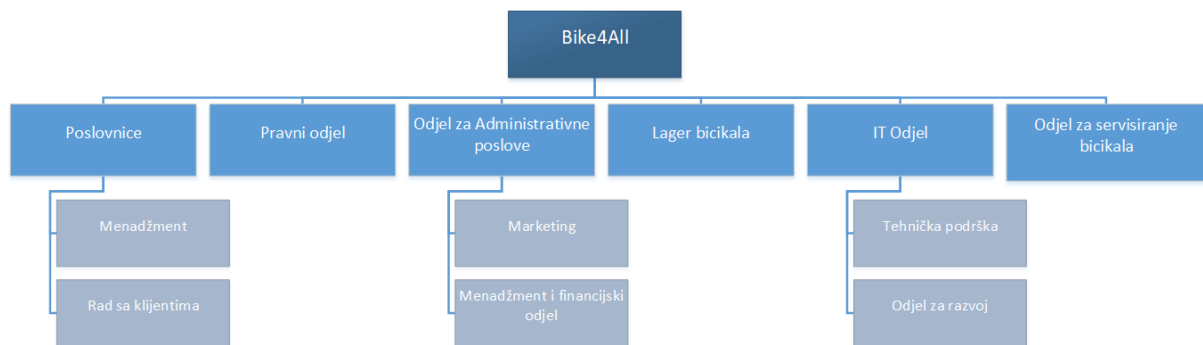 Bike4All
Poslovnice
Pravni odjel
Odjel za Administrativne
poslove
Lager bicikala
IT Odjel
Odjel za servisiranje
bicikala
Menadžment
Marketing
Tehnička podrška
Rad sa klijentima
Menadžment i financijski
odjel
Odjel za razvoj